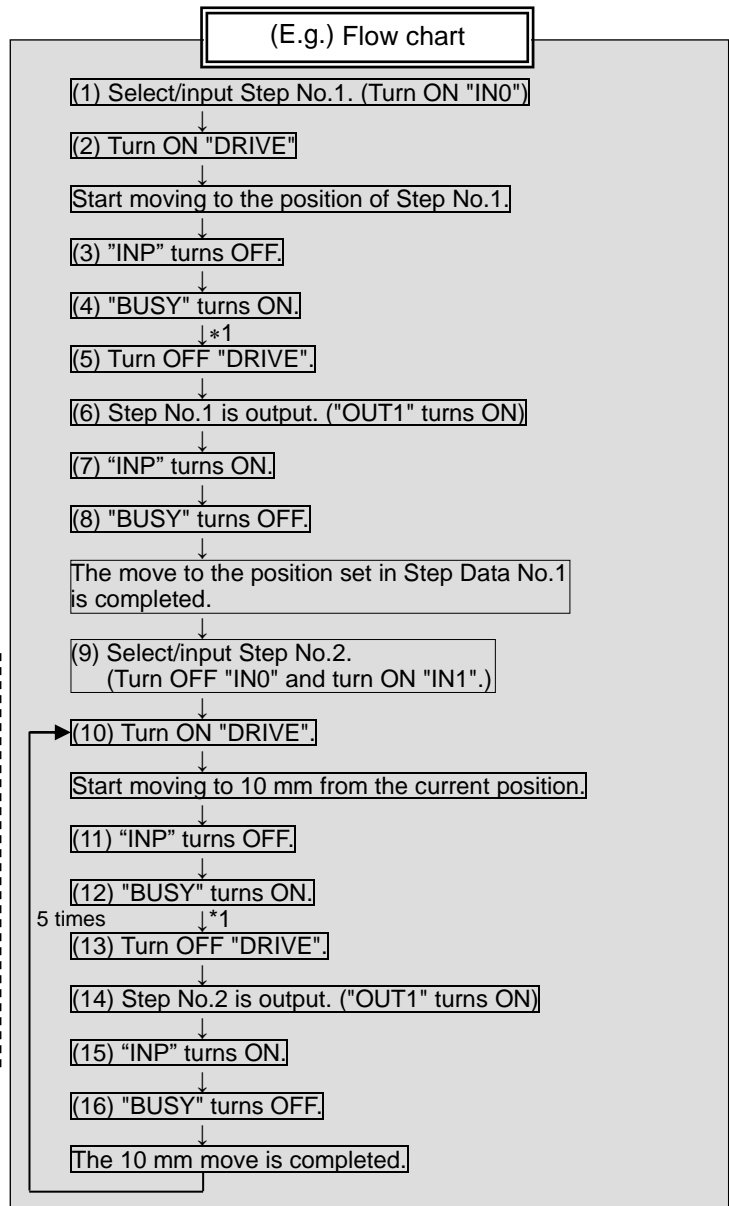 (E.g.) Flow chart
(1) Select/input Step No.1. (Turn ON "IN0")
↓
(2) Turn ON "DRIVE"
↓
Start moving to the position of Step No.1.
↓
(3) "INP" turns OFF.
↓
(4) "BUSY" turns ON.
↓*1
(5) Turn OFF "DRIVE".
↓
(6) Step No.1 is output. ("OUT1" turns ON)
↓
(7) “INP” turns ON.
↓
(8) "BUSY" turns OFF.
↓
The move to the position set in Step Data No.1
is completed.
↓
(9) Select/input Step No.2.
(Turn OFF "IN0" and turn ON "IN1".)
↓
(10) Turn ON "DRIVE".
↓
Start moving to 10 mm from the current position.
↓
(11) “INP” turns OFF.
↓
(12) "BUSY" turns ON.
5 times ↓*1
(13) Turn OFF "DRIVE".
↓
(14) Step No.2 is output. ("OUT1" turns ON)
↓
(15) “INP” turns ON.
↓
(16) "BUSY" turns OFF.
↓
The 10 mm move is completed.